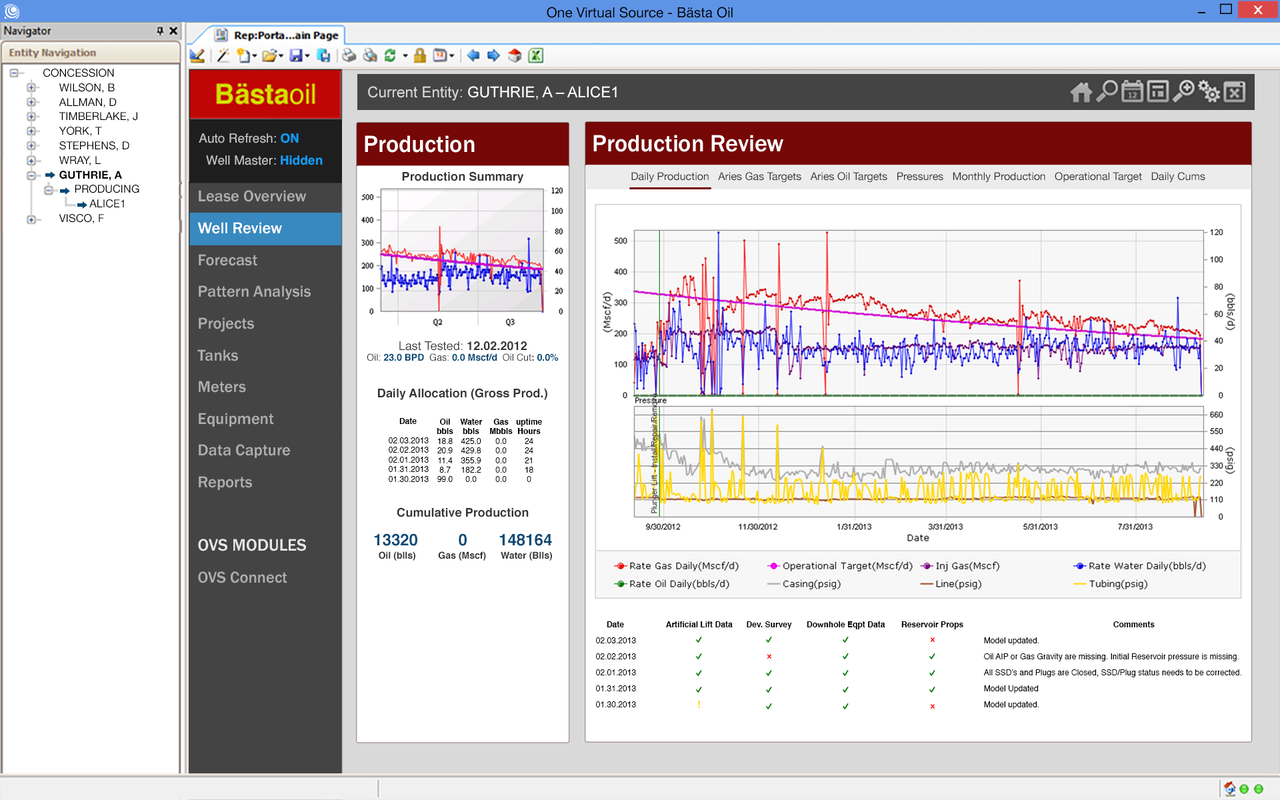 One Virtual Source - Bästa Oil
Navigator
Rep:Porta...ain Page
Entity Navigation
CONCESSION
WILSON, B
ALLMAN, D
TIMBERLAKE, J
YORK, T
STEPHENS, D
WRAY, L
GUTHRIE, A
PRODUCING
ALICE1
VISCO, F
Bästaoil
Auto Refresh: ON
Well Master: Hidden
Lease Overview
Well Review
Forecast
Pattern Analysis
Projects
Tanks
Meters
Equipment
Data Capture
Reports
OVS MODULES
OVS Connect
Current Entity: GUTHRIE, A – ALICE1
12
Production
Production Summary
500
400
300
200
100
0
120
100
80
60
40
20
0
Q2 Q3
Last Tested: 12.02.2012
Oil: 23.0 BPD Gas: 0.0 Mscf/d Oil Cut: 0.0%
Daily Allocation (Gross Prod.)
Date Oil bbls Water bbls Gas Mbbls uptime Hours
02.03.2013 18.8 425.0 0.0 24
02.02.2013 20.9 429.8 0.0 24
02.01.2013 11.4 355.9 0.0 21
01.31.2013 8.7 182.2 0.0 18
01.30.2013 99.0 0.0 0.0 0
Cumulative Production
13320 0 148164
Oil (blls) Gas (Mscf) Water (Blls)
Production Review
Daily Production Aries Gas Targets Aries Oil Targets Pressures Monthly Production Operational Target Daily Cums
500
400
300
200
100
0
(Mscf/d)
120
100
80
60
40
20
0
(bbls/d)
Pressure
Plunger Lift - Install/Repair/Remove
660
550
440
330
220
110
0
(psig)
9/30/2012 11/30/2012 1/31/2013 3/31/2013 5/31/2013 7/31/2013
Date
Rate Gas Daily(Mscf/d) Operational Target(Mscf/d) Inj Gas(Mscf) Rate Water Daily(bbls/d)
Rate Oil Daily(bbls/d) Casing(psig) Line(psig) Tubing(psig)
Date Artificial Lift Data Dev. Survey Downhole Eqpt Data Reservoir Props Comments
02.03.2013 ✓ ✓ ✓ × Model updated.
02.02.2013 ✓ × ✓ ✓ Oil AIP or Gas Gravity are missing. Initial Reservoir pressure is missing.
02.01.2013 ✓ ✓ ✓ ✓ All SSD's and Plugs are Closed, SSD/Plug status needs to be corrected.
01.31.2013 ✓ ✓ ✓ ✓ Model Updated
01.30.2013 ! ✓ ✓ × Model updated.